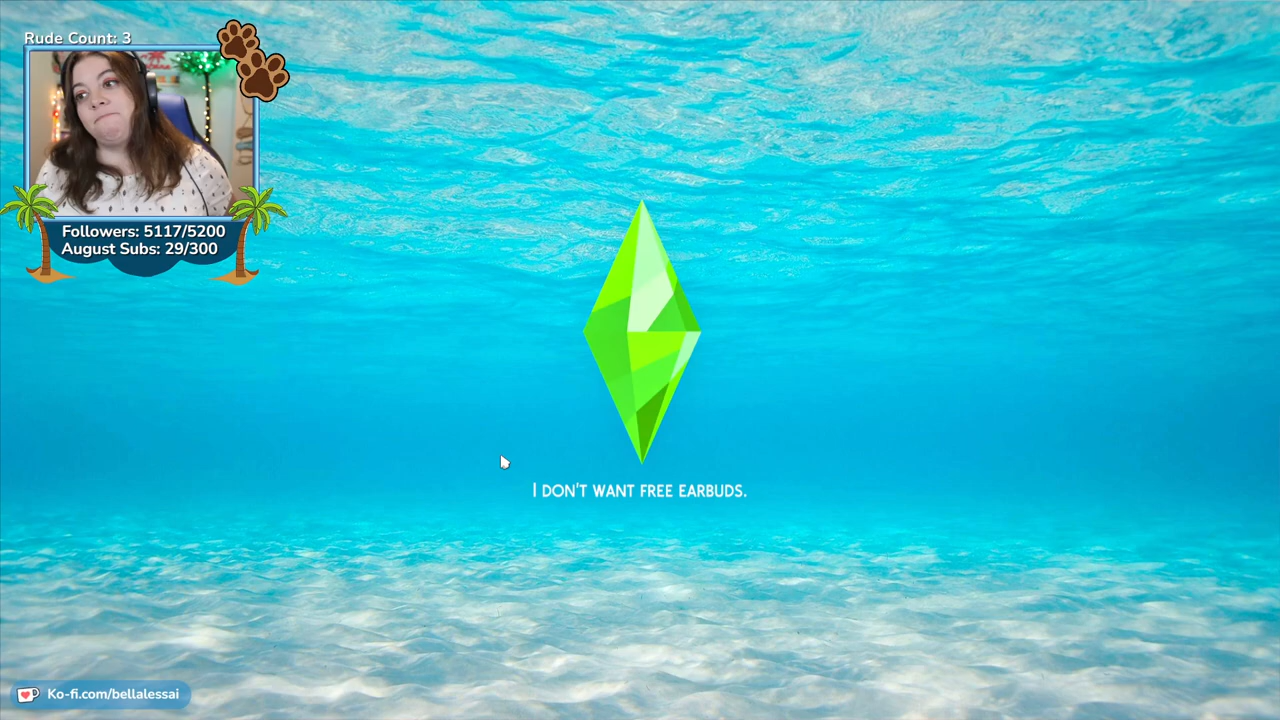 Rude Count: 3
Followers: 5117/5200
August Subs: 29/300
I DON'T WANT FREE EARBUDS.
Ko-fi.com/bellalessai